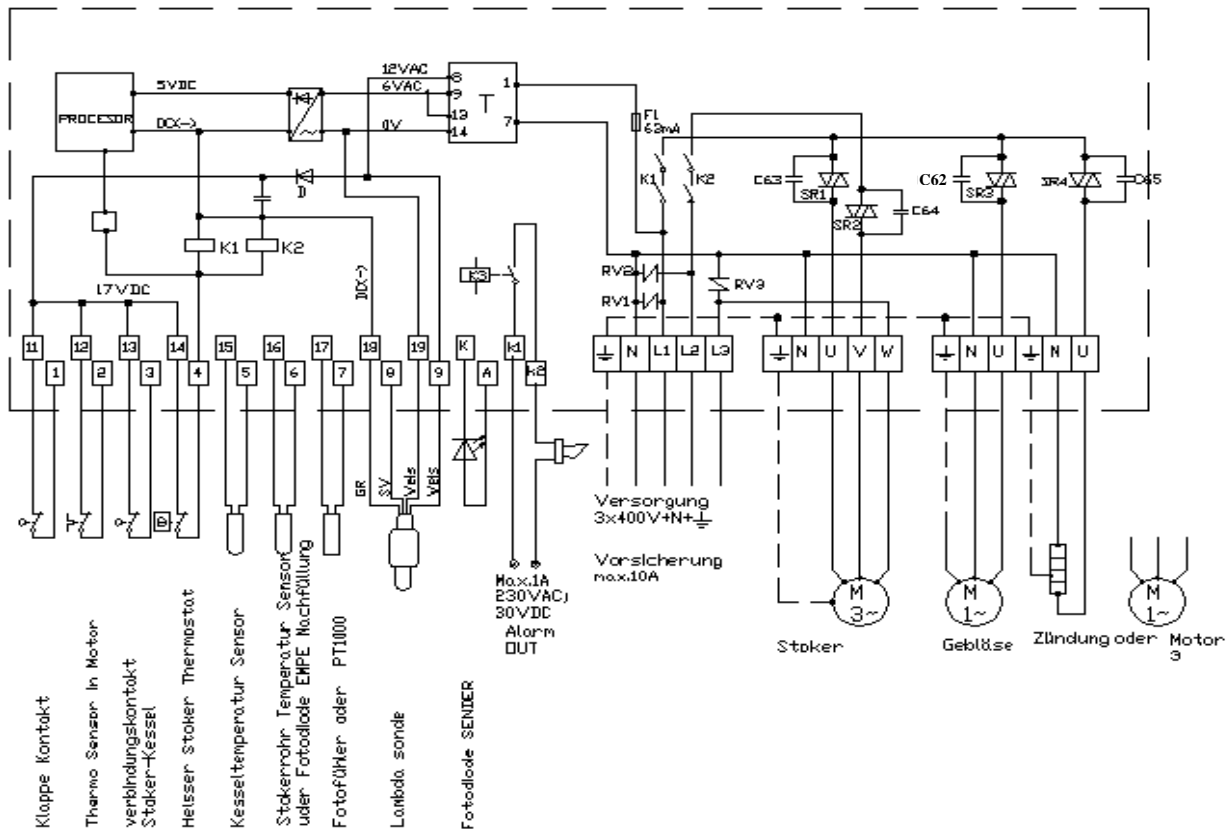 12VAC
5VDC
6VAC
8
9
13
14
T
1
7
PROCESOR
DC(-)
0V
F1
63mA
K1
K2
C63
SR1
SR2
C64
C62
SR3
SR4
C65
D
K1
K2
DC(-)
K3
17VDC
RV2
RV1
RV3
11
12
13
14
15
16
17
18
19
K
k1
N
L1
L2
L3
N
U
V
W
N
U
N
U
1
2
3
4
5
6
7
8
9
A
k2
GR
SV
Veis
Veis
Versorgung
3x400V+N+
Vorsicherung
max.10A
Max.1A
230VAC;
30VDC
Alarm
OUT
M
3~
M
1~
M
1~
Stoker
Gebläse
Zündung oder Motor
3
Klappe Kontakt
Thermo Sensor In Motor
verbindungskontakt
Stoker-Kessel
Heisser Stoker Thermostat
Kesseltemperatur Sensor
Stokerrohr Temperatur Sensor
uder Fotodiode EMPE Nachfüllung
Fotofühler oder PT1000
Lambda sonde
Fotodiode SENDER